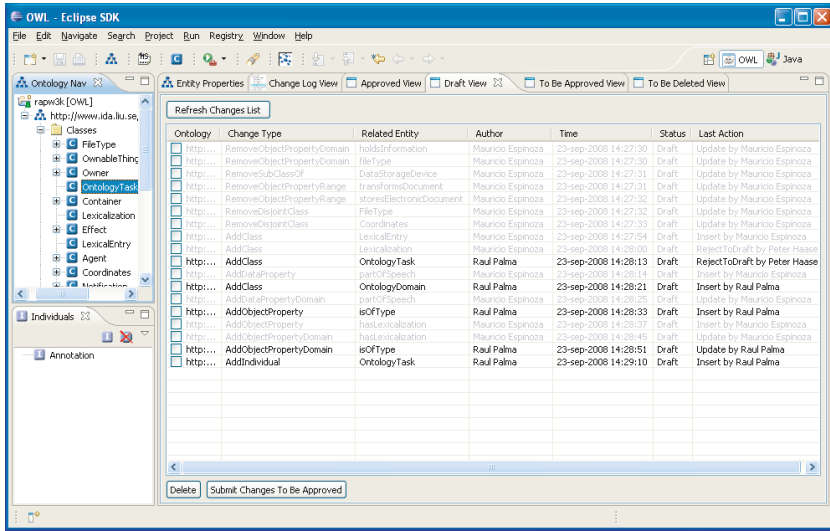 OWL - Eclipse SDK
File Edit Navigate Search Project Run Registry Window Help
OWL Java
Ontology Nav
rapw3k [OWL]
http://www.ida.liu.se,
Classes
FileType
OwnableThing
Owner
OntologyTask
Container
Lexicalization
Effect
LexicalEntry
Agent
Coordinates
Notification
Individuals
Annotation
Entity Properties Change Log View Approved View Draft View To Be Approved View To Be Deleted View
Refresh Changes List
Ontology Change Type Related Entity Author Time Status Last Action
http:... RemoveObjectPropertyDomain holdsInformation Mauricio Espinoza 23-sep-2008 14:27:30 Draft Update by Mauricio Espinoza
http:... RemoveObjectPropertyDomain fileType Mauricio Espinoza 23-sep-2008 14:27:30 Draft Update by Mauricio Espinoza
http:... RemoveSubClassOf DataStorageDevice Mauricio Espinoza 23-sep-2008 14:27:31 Draft Update by Mauricio Espinoza
http:... RemoveObjectPropertyRange transformsDocument Mauricio Espinoza 23-sep-2008 14:27:31 Draft Update by Mauricio Espinoza
http:... RemoveObjectPropertyRange storesElectronicDocument Mauricio Espinoza 23-sep-2008 14:27:32 Draft Update by Mauricio Espinoza
http:... RemoveDisjointClass FileType Mauricio Espinoza 23-sep-2008 14:27:32 Draft Update by Mauricio Espinoza
http:... RemoveDisjointClass Coordinates Mauricio Espinoza 23-sep-2008 14:27:33 Draft Update by Mauricio Espinoza
http:... AddClass LexicalEntry Mauricio Espinoza 23-sep-2008 14:27:54 Draft Insert by Mauricio Espinoza
http:... AddClass Lexicalization Mauricio Espinoza 23-sep-2008 14:28:00 Draft RejectToDraft by Peter Haase
http:... AddClass OntologyTask Raul Palma 23-sep-2008 14:28:13 Draft RejectToDraft by Peter Haase
http:... AddDataProperty partOfSpeech Mauricio Espinoza 23-sep-2008 14:28:14 Draft Insert by Mauricio Espinoza
http:... AddClass OntologyDomain Raul Palma 23-sep-2008 14:28:21 Draft Insert by Raul Palma
http:... AddDataPropertyDomain partOfSpeech Mauricio Espinoza 23-sep-2008 14:28:25 Draft Update by Mauricio Espinoza
http:... AddObjectProperty isOfType Raul Palma 23-sep-2008 14:28:33 Draft Insert by Raul Palma
http:... AddObjectProperty hasLexicalization Mauricio Espinoza 23-sep-2008 14:28:37 Draft Insert by Mauricio Espinoza
http:... AddObjectPropertyDomain hasLexicalization Mauricio Espinoza 23-sep-2008 14:28:45 Draft Update by Mauricio Espinoza
http:... AddObjectPropertyDomain isOfType Raul Palma 23-sep-2008 14:28:51 Draft Update by Raul Palma
http:... AddIndividual OntologyTask Raul Palma 23-sep-2008 14:29:10 Draft Insert by Raul Palma
Delete Submit Changes To Be Approved